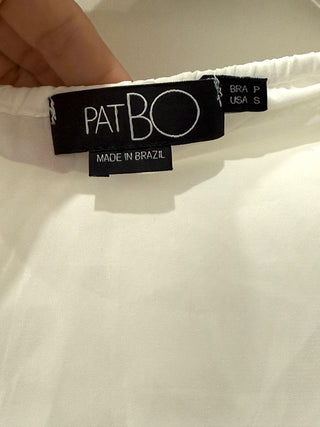 PATBO
BRA P
USA S
MADE IN BRAZIL